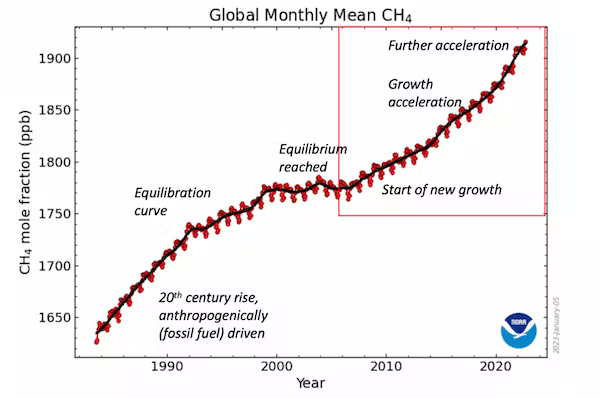 Global Monthly Mean CH₄
CH₄ mole fraction (ppb)
1900
1850
1800
1750
1700
1650
Further acceleration
Growth
acceleration
Equilibrium
reached
Equilibration
curve
Start of new growth
20th century rise,
anthropogenically
(fossil fuel) driven
NOAA
2023-January-05
1990
2000
2010
2020
Year